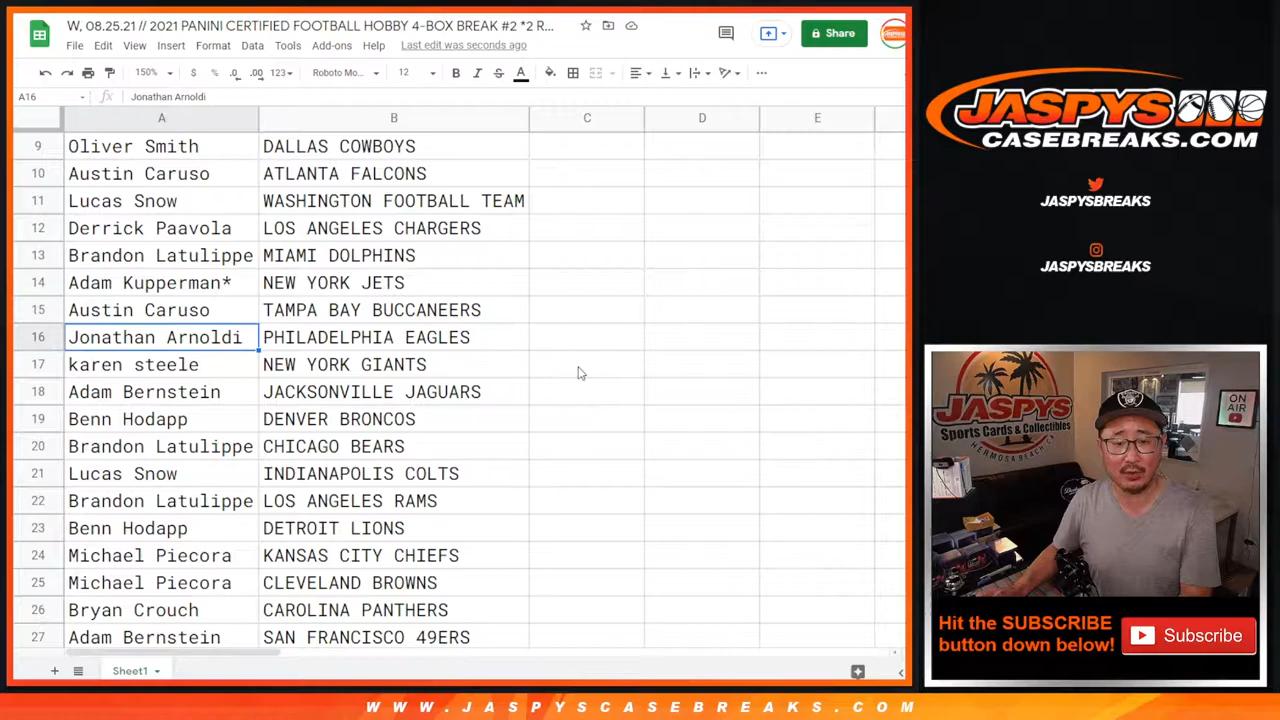 W, 08.25.21 // 2021 PANINI CERTIFIED FOOTBALL HOBBY 4-BOX BREAK #2 *2 R...
Share
File Edit View Insert Format Data Tools Add-ons Help Last edit was seconds ago
150% $ % .0 .00 123 Roboto Mo... 12 B I S A
A16 fx Jonathan Arnoldi
A B C D E
9 Oliver Smith DALLAS COWBOYS
10 Austin Caruso ATLANTA FALCONS
11 Lucas Snow WASHINGTON FOOTBALL TEAM
12 Derrick Paavola LOS ANGELES CHARGERS
13 Brandon Latulippe MIAMI DOLPHINS
14 Adam Kupperman* NEW YORK JETS
15 Austin Caruso TAMPA BAY BUCCANEERS
16 Jonathan Arnoldi PHILADELPHIA EAGLES
17 karen steele NEW YORK GIANTS
18 Adam Bernstein JACKSONVILLE JAGUARS
19 Benn Hodapp DENVER BRONCOS
20 Brandon Latulippe CHICAGO BEARS
21 Lucas Snow INDIANAPOLIS COLTS
22 Brandon Latulippe LOS ANGELES RAMS
23 Benn Hodapp DETROIT LIONS
24 Michael Piecora KANSAS CITY CHIEFS
25 Michael Piecora CLEVELAND BROWNS
26 Bryan Crouch CAROLINA PANTHERS
27 Adam Bernstein SAN FRANCISCO 49ERS
Sheet1
JASPYS
CASEBREAKS.COM
JASPYSBREAKS
JASPYSBREAKS
JASPYS
Sports Cards & Collectibles
HERMOSA BEACH
ON
AIR
Hit the SUBSCRIBE
button down below!
Subscribe
WWW.JASPYSCASEBREAKS.COM